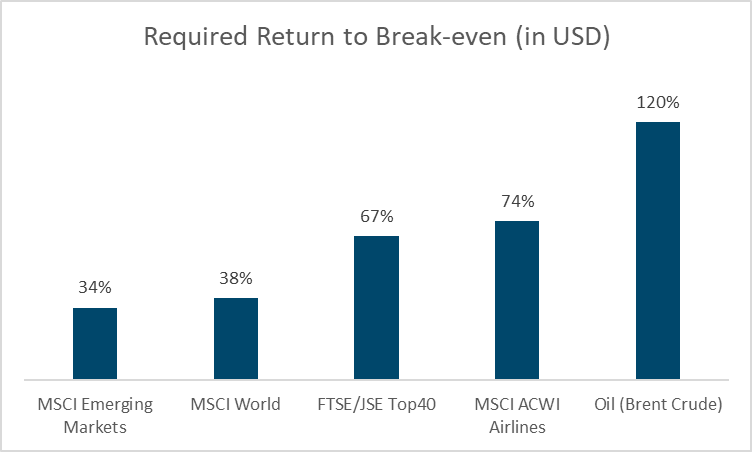 Required Return to Break-even (in USD)
120%
74%
67%
38%
34%
MSCI Emerging
Markets
MSCI World
FTSE/JSE Top40
MSCI ACWI
Airlines
Oil (Brent Crude)